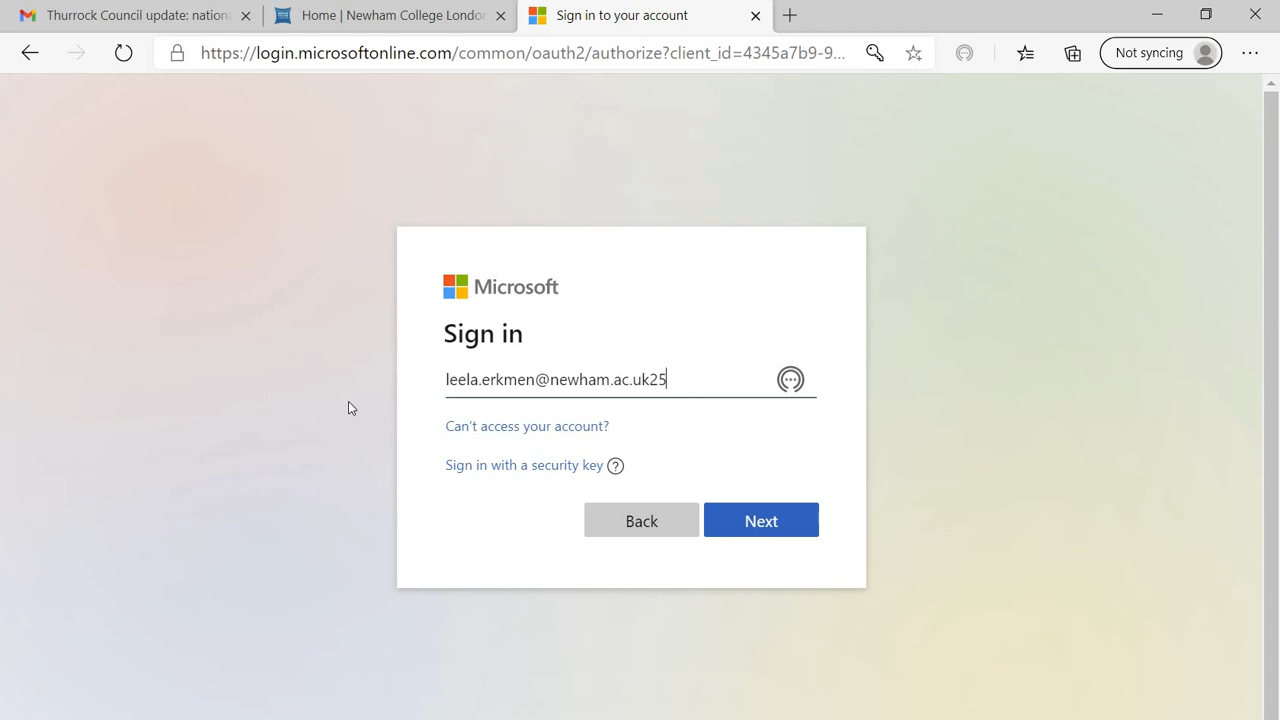 Thurrock Council update: nation
Home | Newham College London
Sign in to your account
https://login.microsoftonline.com/common/oauth2/authorize?client_id=4345a7b9-9...
Not syncing
Microsoft
Sign in
leela.erkmen@newham.ac.uk25
Can't access your account?
Sign in with a security key
Back
Next